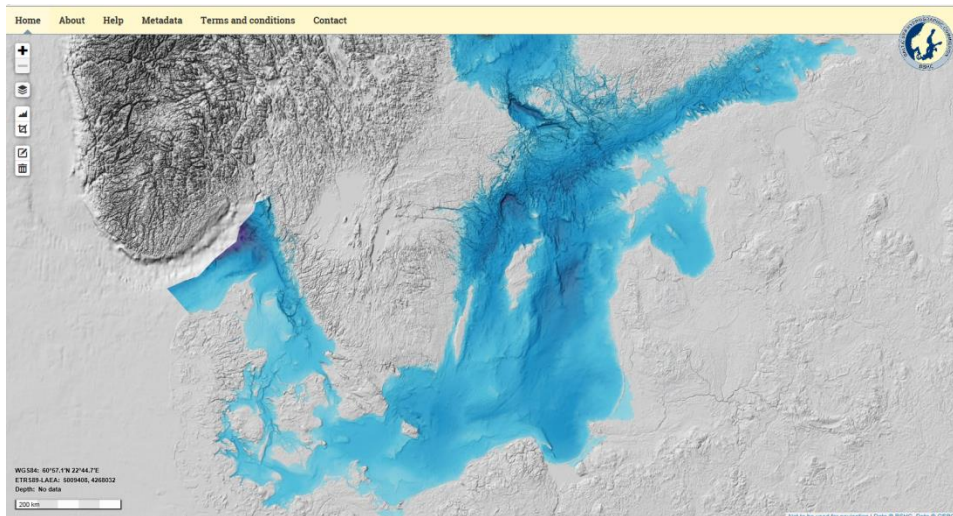 Home About Help Metadata Terms and conditions Contact
BSHC
WGS84: 60°57.1'N 22°44.7'E
ETRS89-LAEA: 5009408, 4268032
Depth: No data
200 km